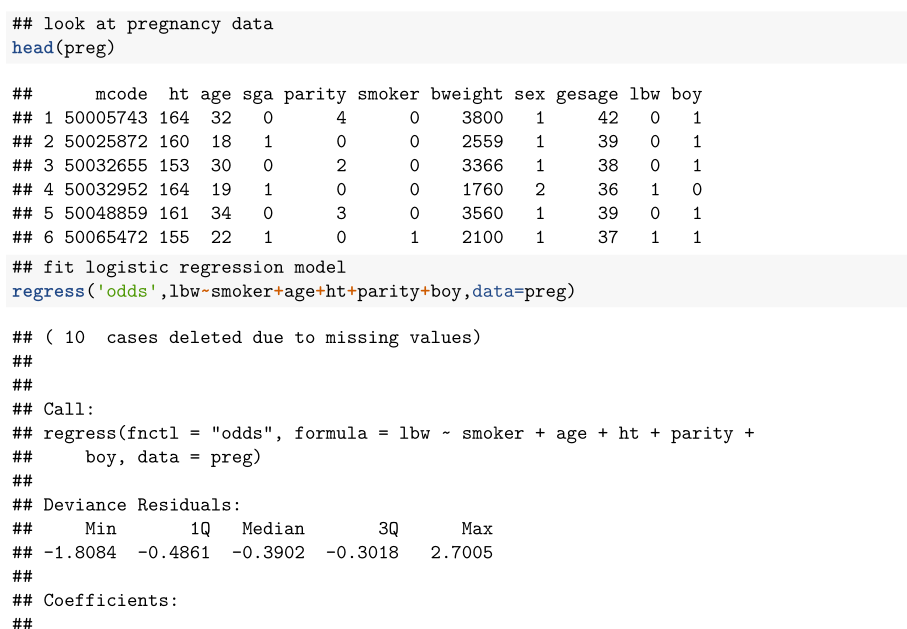 ## look at pregnancy data
head(preg)
##      mcode  ht age sga parity smoker bweight sex gesage lbw boy
## 1 50005743 164  32   0      4      0    3800   1     42   0   1
## 2 50025872 160  18   1      0      0    2559   1     39   0   1
## 3 50032655 153  30   0      2      0    3366   1     38   0   1
## 4 50032952 164  19   1      0      0    1760   2     36   1   0
## 5 50048859 161  34   0      3      0    3560   1     39   0   1
## 6 50065472 155  22   1      0      1    2100   1     37   1   1
## fit logistic regression model
regress('odds',lbw~smoker+age+ht+parity+boy,data=preg)
## ( 10  cases deleted due to missing values)
##
##
## Call:
## regress(fnctl = "odds", formula = lbw ~ smoker + age + ht + parity +
##     boy, data = preg)
##
## Deviance Residuals:
##     Min       1Q   Median       3Q      Max
## -1.8084  -0.4861  -0.3902  -0.3018   2.7005
##
## Coefficients:
##